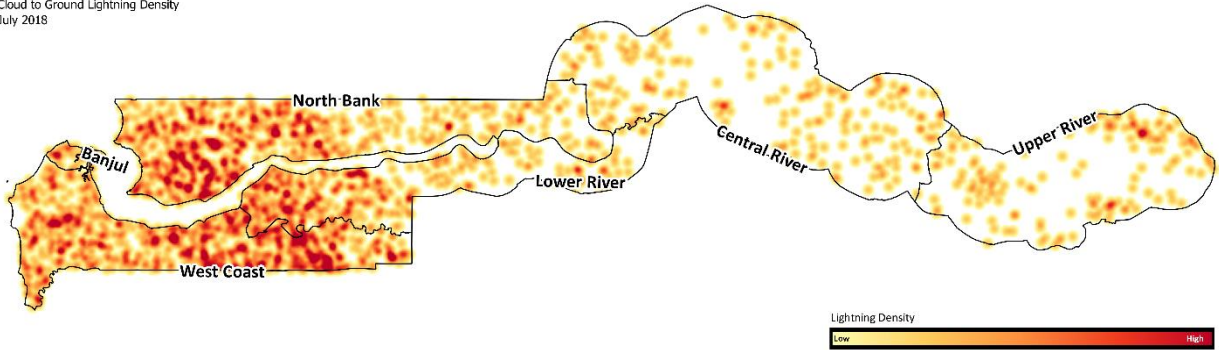 Cloud to Ground Lightning Density
July 2018
North Bank
Banjul
Upper River
Central River
Lower River
West Coast
Lightning Density
Low High